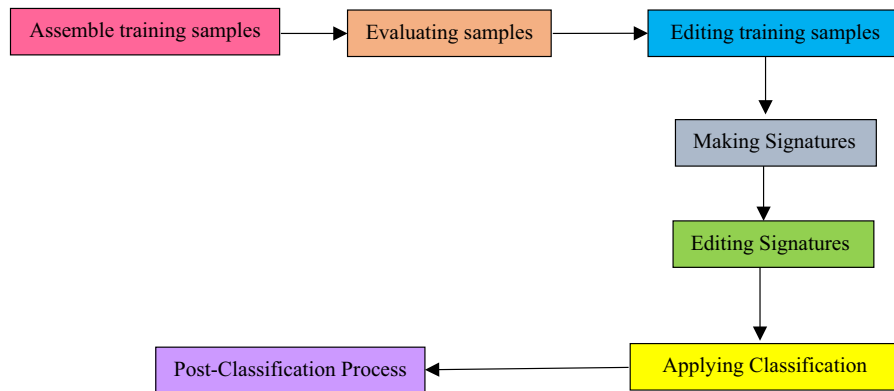 Assemble training samples
Evaluating samples
Editing training samples
Making Signatures
Editing Signatures
Applying Classification
Post-Classification Process